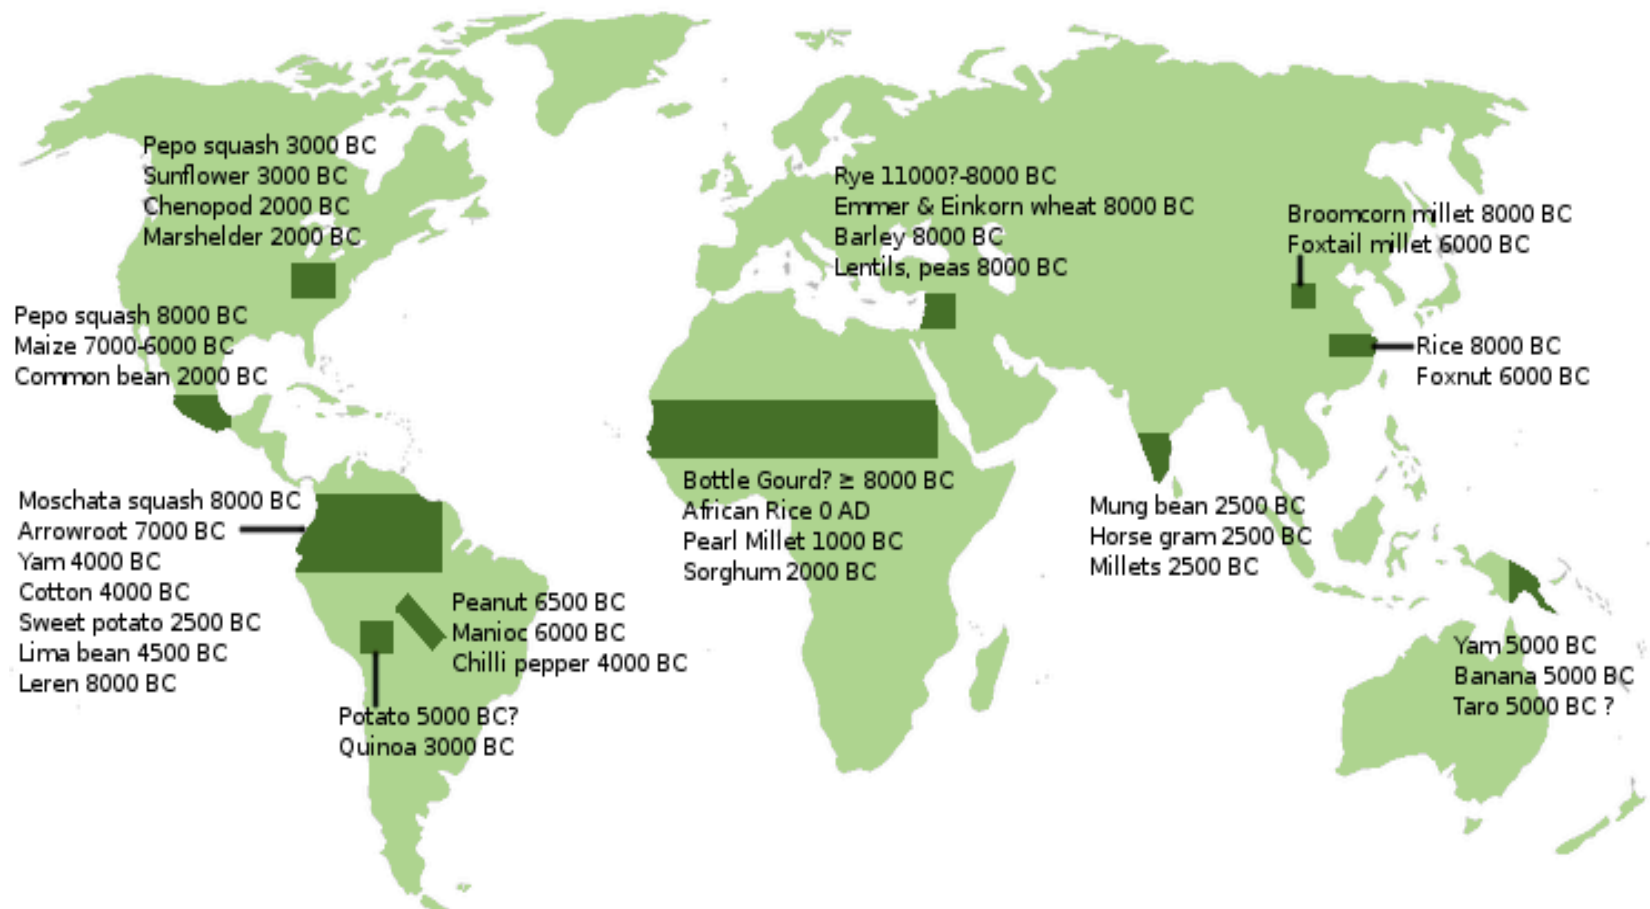 Pepo squash 3000 BC
Sunflower 3000 BC
Chenopod 2000 BC
Marshelder 2000 BC
Pepo squash 8000 BC
Maize 7000-6000 BC
Common bean 2000 BC
Moschata squash 8000 BC
Arrowroot 7000 BC
Yam 4000 BC
Cotton 4000 BC
Sweet potato 2500 BC
Lima bean 4500 BC
Leren 8000 BC
Peanut 6500 BC
Manioc 6000 BC
Chilli pepper 4000 BC
Potato 5000 BC?
Quinoa 3000 BC
Rye 11000?-8000 BC
Emmer & Einkorn wheat 8000 BC
Barley 8000 BC
Lentils, peas 8000 BC
Bottle Gourd? ≥ 8000 BC
African Rice 0 AD
Pearl Millet 1000 BC
Sorghum 2000 BC
Broomcorn millet 8000 BC
Foxtail millet 6000 BC
Rice 8000 BC
Foxnut 6000 BC
Mung bean 2500 BC
Horse gram 2500 BC
Millets 2500 BC
Yam 5000 BC
Banana 5000 BC
Taro 5000 BC ?